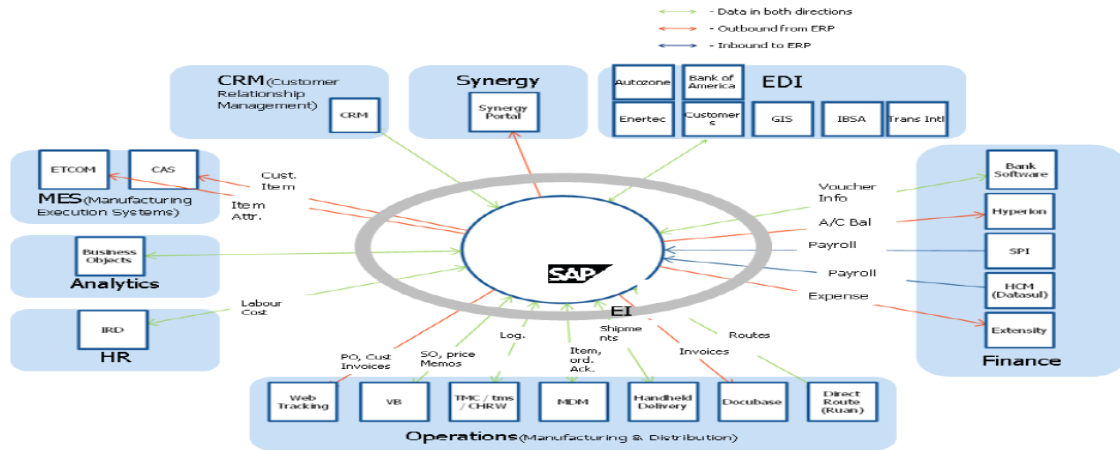 - Data in both directions
- Outbound from ERP
- Inbound to ERP
CRM (Customer
Relationship
Management)
CRM
Synergy
Synergy
Portal
EDI
Autozone
Bank of
America
Enertec
Customer
s
GIS
IBSA
Trans Intl
ETCOM
CAS
MES (Manufacturing
Execution Systems)
Cust.
Item
Item
Attr.
Business
Objects
Analytics
Labour
Cost
IRD
HR
SAP
EI
Voucher
Info
A/C Bal
Payroll
Payroll
Expense
Bank
Software
Hyperion
SPI
HCM
(Datasul)
Extensity
Finance
PO, Cust
Invoices
SO, price
Memos
Log.
Item,
ord.
Ack.
Shipme
nts
Invoices
Routes
Web
Tracking
VB
TMC / tms
/ CHRW
MDM
Handheld
Delivery
Docubase
Direct
Route
(Ruan)
Operations (Manufacturing & Distribution)